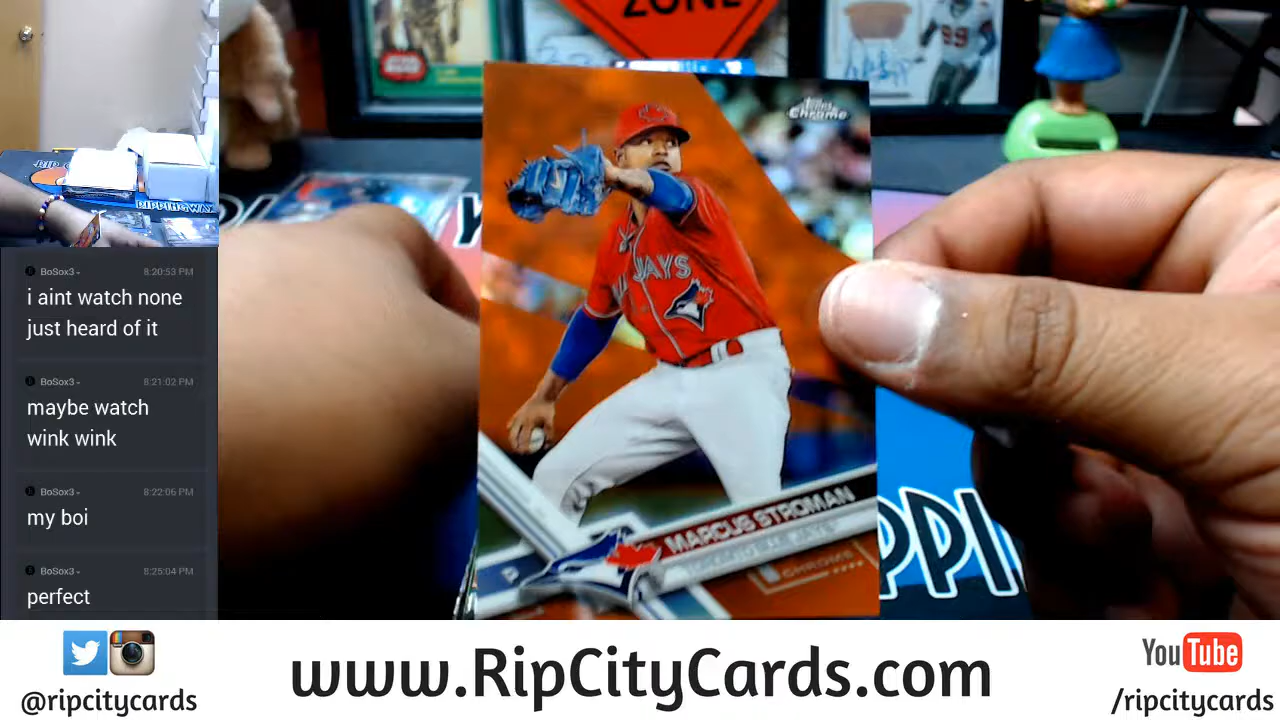 ZONE
Topps
Chrome
RIPPINGWAX
BoSox3
8:20:53 PM
i aint watch none
just heard of it
JAYS
BoSox3
8:21:02 PM
maybe watch
wink wink
BoSox3
8:22:06 PM
my boi
MARCUS STROMAN
P
CHROME
PPI
BoSox3
8:25:04 PM
perfect
www.RipCityCards.com
@ripcitycards
YouTube
/ripcitycards